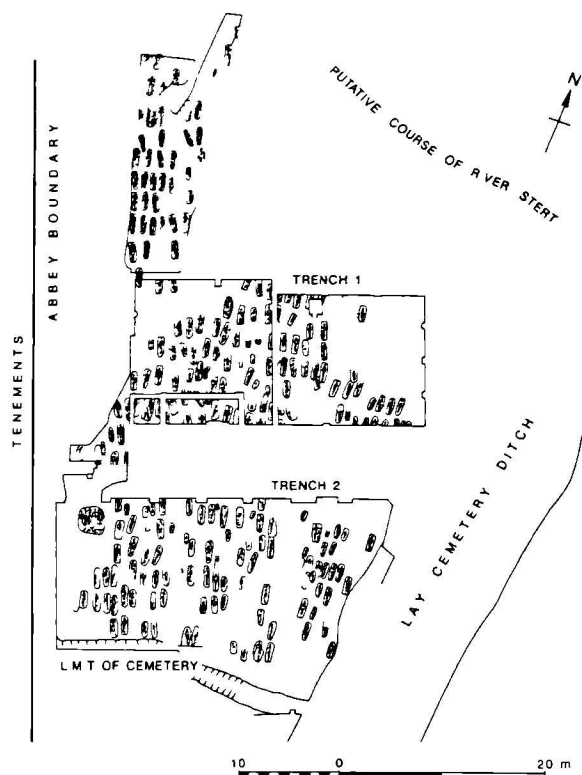 N
PUTATIVE COURSE OF RIVER STERT
ABBEY BOUNDARY
TENEMENTS
TRENCH 1
TRENCH 2
LAY CEMETERY DITCH
L M T OF CEMETERY
10 0 20 m